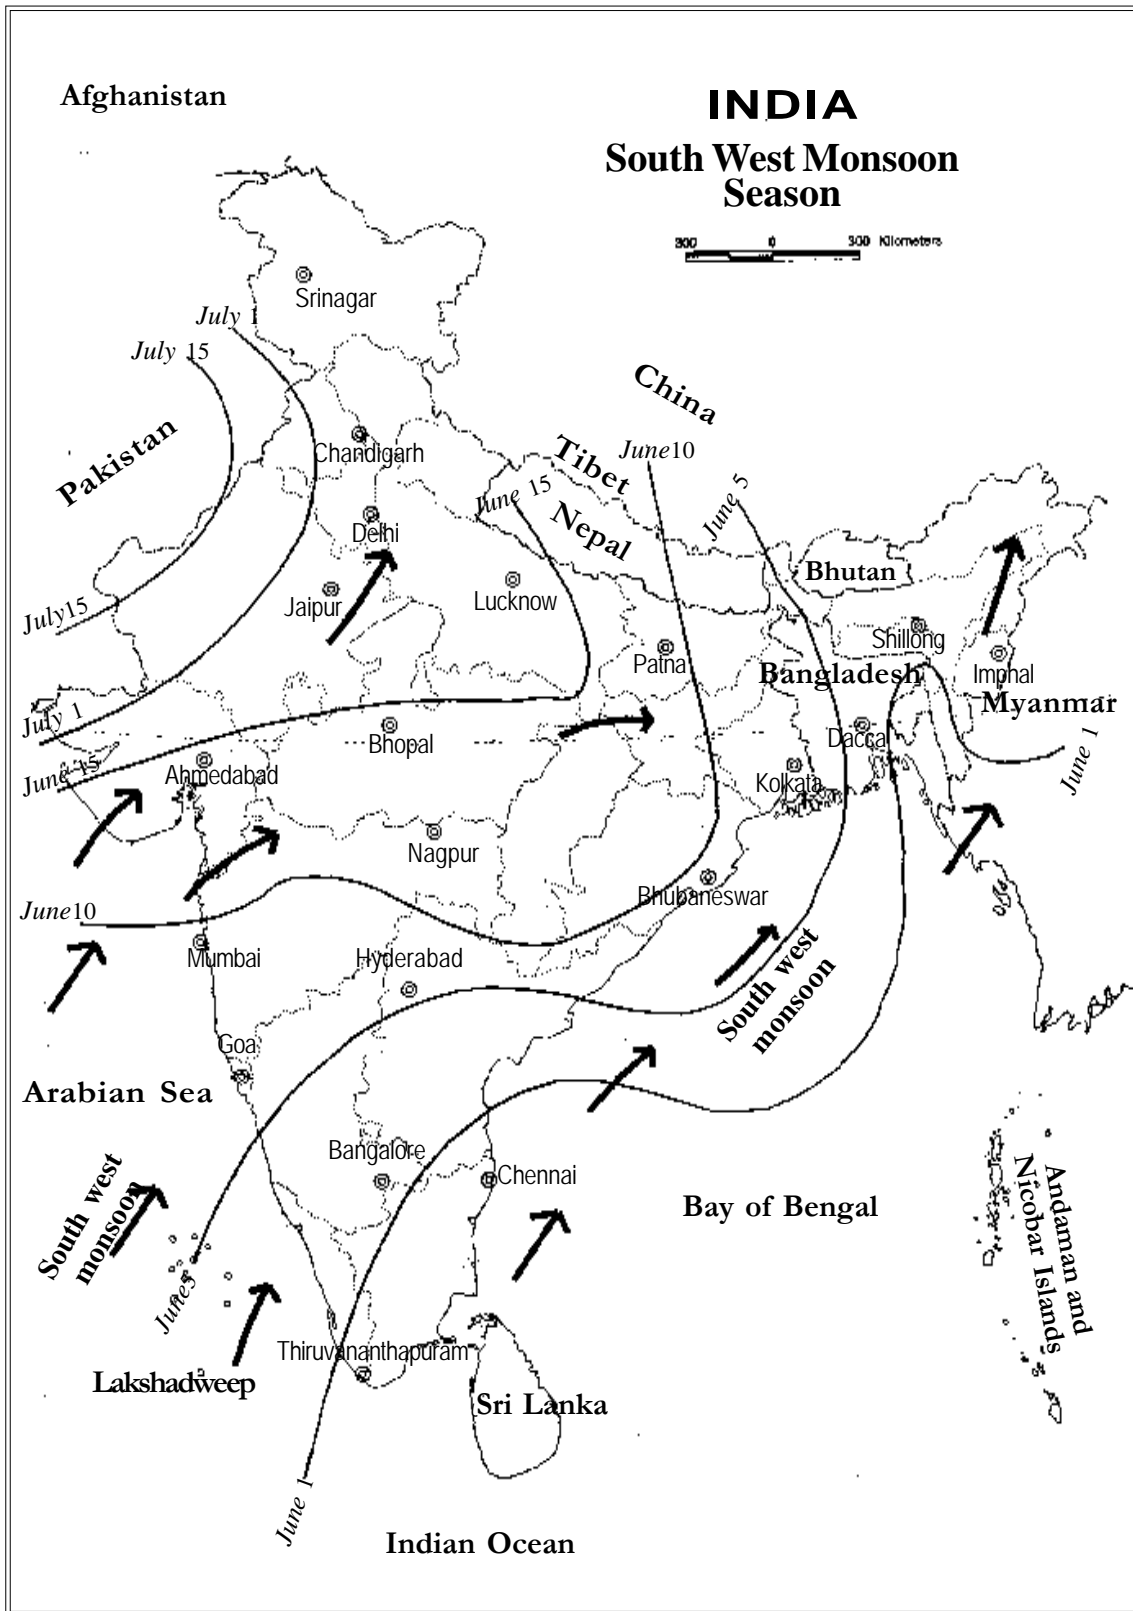 Afghanistan
INDIA
South West Monsoon
Season
300 0 300 Kilometers
Srinagar
July 1
July 15
China
Pakistan
Chandigarh
June10
Tibet
June 15
June 5
Nepal
Delhi
Bhutan
Jaipur
Lucknow
July15
Shillong
Patna
Bangladesh
Imphal
Myanmar
July 1
Bhopal
Dacca
June 1
June 15
Ahmedabad
Kolkata
Nagpur
Bhubaneswar
June10
Mumbai
Hyderabad
South west
monsoon
Goa
Arabian Sea
Bangalore
Chennai
South west
monsoon
Bay of Bengal
Andaman and
Nicobar Islands
June5
Thiruvananthapuram
Lakshadweep
Sri Lanka
June 1
Indian Ocean